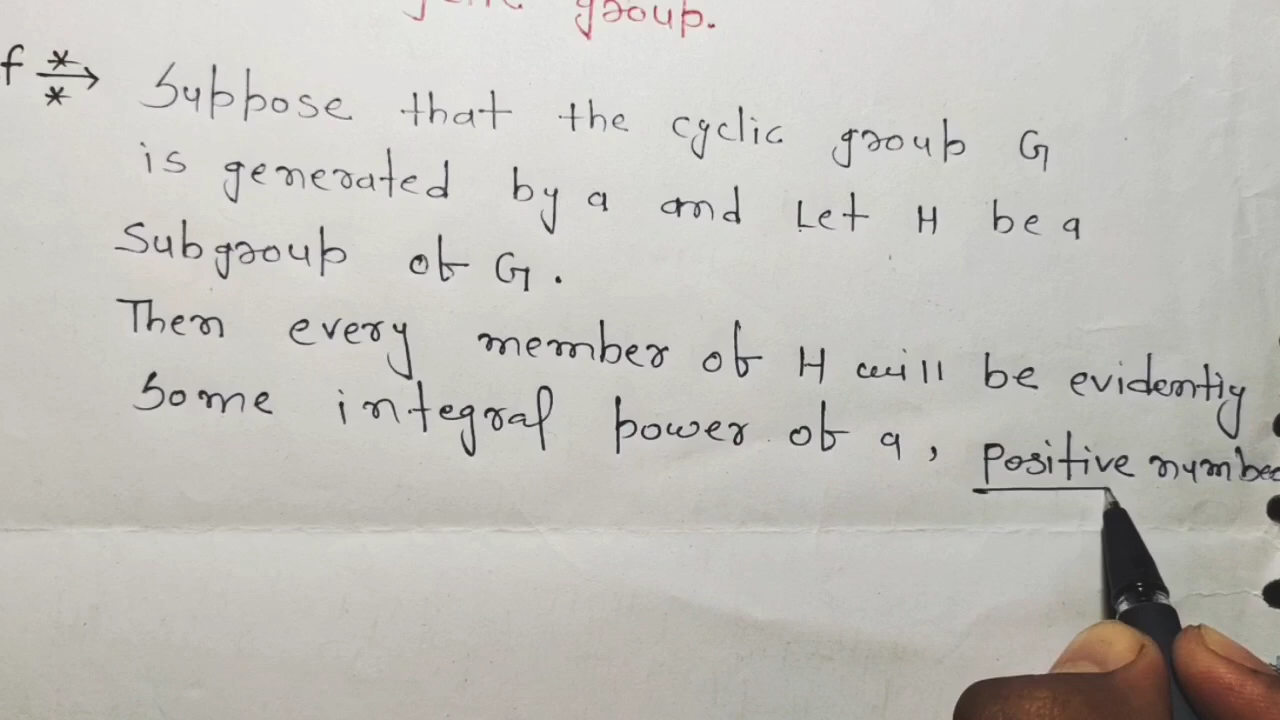 group.
f
Suppose that the cyclic group G
is generated by a and Let H be a
Subgroup of G.
Then every member of H will be evidently
Some integral power of a, Positive number